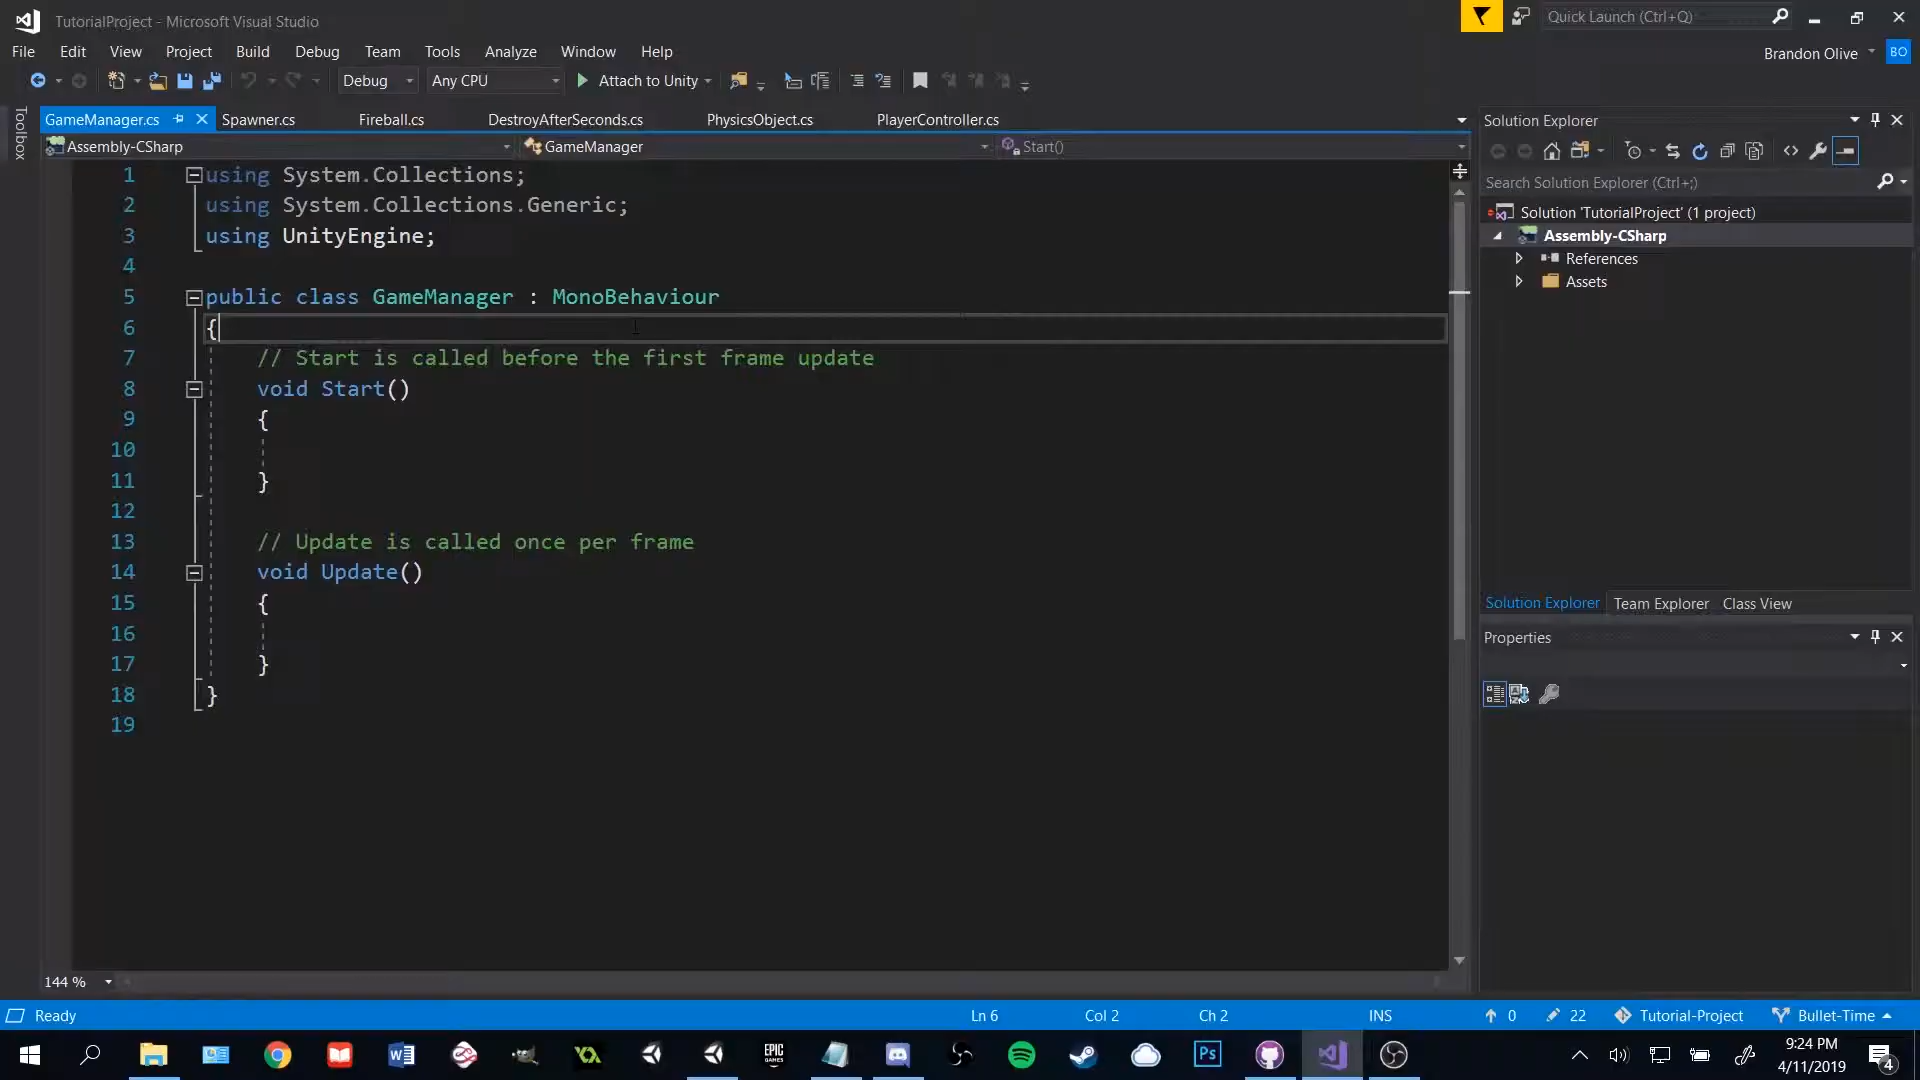 TutorialProject - Microsoft Visual Studio
Quick Launch (Ctrl+Q)
File Edit View Project Build Debug Team Tools Analyze Window Help
Brandon Olive BO
Debug Any CPU Attach to Unity
Toolbox
GameManager.cs Spawner.cs Fireball.cs DestroyAfterSeconds.cs PhysicsObject.cs PlayerController.cs
Assembly-CSharp GameManager Start()
1 using System.Collections;
2 using System.Collections.Generic;
3 using UnityEngine;
4
5 public class GameManager : MonoBehaviour
6 {
7 // Start is called before the first frame update
8 void Start()
9 {
10
11 }
12
13 // Update is called once per frame
14 void Update()
15 {
16
17 }
18 }
19
144 %
Solution Explorer
Search Solution Explorer (Ctrl+;)
Solution 'TutorialProject' (1 project)
Assembly-CSharp
References
Assets
Solution Explorer Team Explorer Class View
Properties
Ready Ln 6 Col 2 Ch 2 INS 0 22 Tutorial-Project Bullet-Time
EPIC GAMES
Ps
9:24 PM
4/11/2019
4